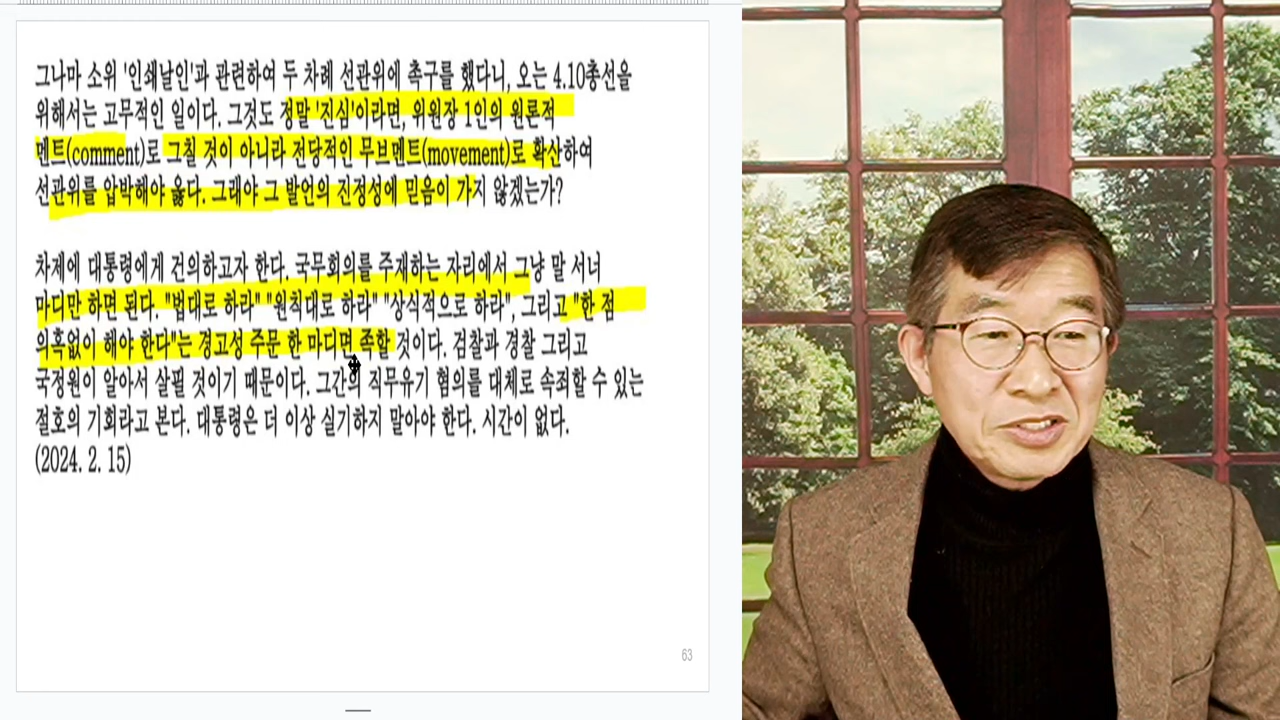 그나마 소위 '인쇄날인'과 관련하여 두 차례 선관위에 촉구를 했다니, 오는 4.10총선을
위해서는 고무적인 일이다. 그것도 정말 '진심'이라면, 위원장 1인의 원론적
멘트(comment)로 그칠 것이 아니라 전당적인 무브멘트(movement)로 확산하여
선관위를 압박해야 옳다. 그래야 그 발언의 진정성에 믿음이 가지 않겠는가?
차제에 대통령에게 건의하고자 한다. 국무회의를 주재하는 자리에서 그냥 말 서너
마디만 하면 된다. "법대로 하라" "원칙대로 하라" "상식적으로 하라", 그리고 "한 점
의혹없이 해야 한다"는 경고성 주문 한 마디면 족할 것이다. 검찰과 경찰 그리고
국정원이 알아서 살필 것이기 때문이다. 그간의 직무유기 혐의를 대체로 속죄할 수 있는
절호의 기회라고 본다. 대통령은 더 이상 실기하지 말아야 한다. 시간이 없다.
(2024. 2. 15)
63